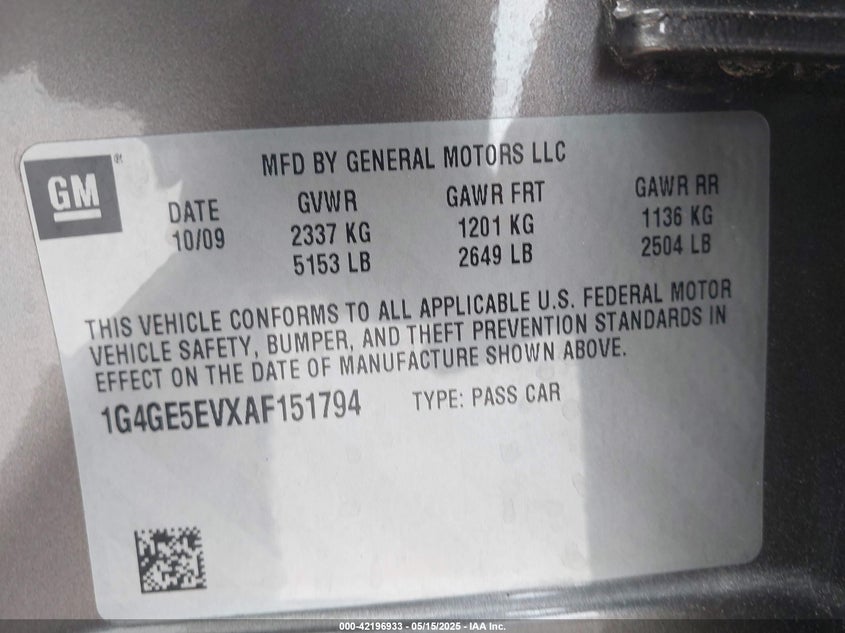 GM®
MFD BY GENERAL MOTORS LLC
DATE GVWR GAWR FRT GAWR RR
10/09 2337 KG 1201 KG 1136 KG
5153 LB 2649 LB 2504 LB
THIS VEHICLE CONFORMS TO ALL APPLICABLE U.S. FEDERAL MOTOR
VEHICLE SAFETY, BUMPER, AND THEFT PREVENTION STANDARDS IN
EFFECT ON THE DATE OF MANUFACTURE SHOWN ABOVE.
1G4GE5EVXAF151794 TYPE: PASS CAR
000-42196933 - 05/15/2025 - IAA Inc.